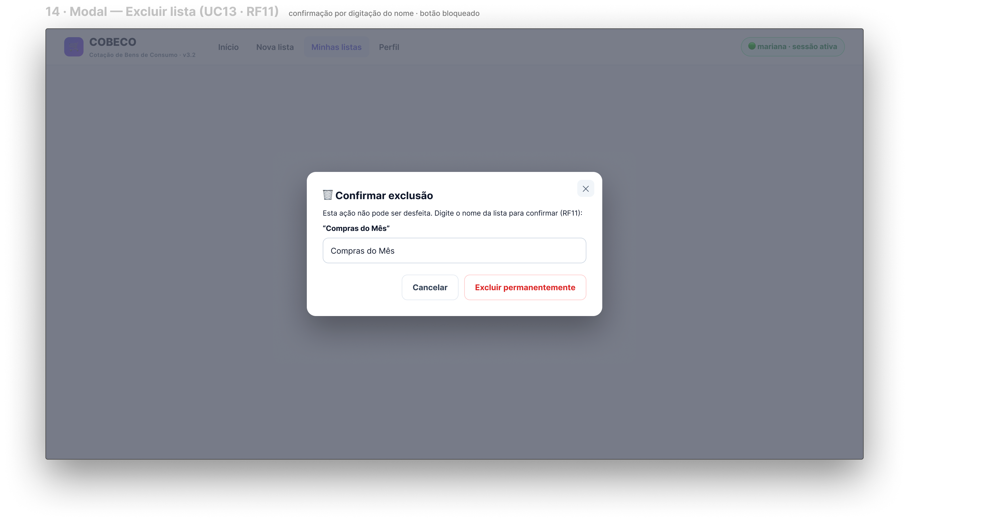 14 · Modal — Excluir lista (UC13 · RF11) confirmação por digitação do nome · botão bloqueado
COBECO
Cotação de Bens de Consumo · v3.2
Início Nova lista Minhas listas Perfil
mariana · sessão ativa
Confirmar exclusão
Esta ação não pode ser desfeita. Digite o nome da lista para confirmar (RF11):
“Compras do Mês”
Compras do Mês
Cancelar Excluir permanentemente